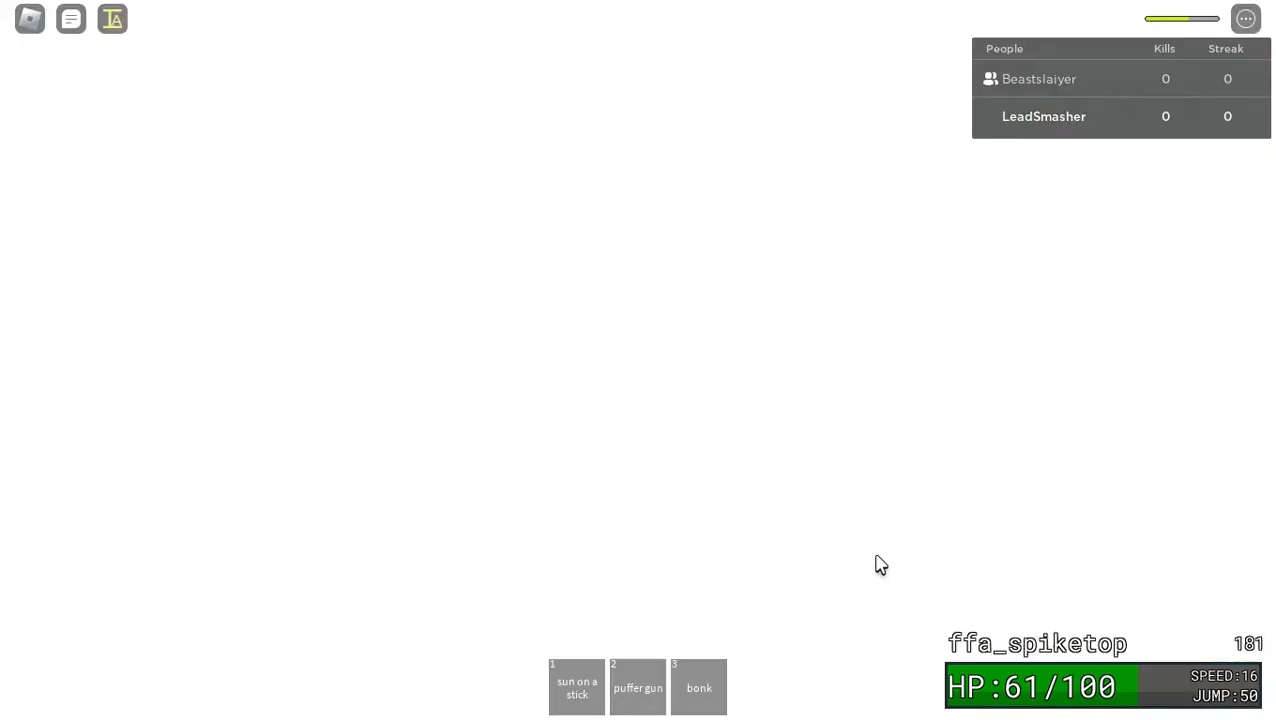 IA
People Kills Streak
Beastslaiyer 0 0
LeadSmasher 0 0
ffa_spiketop 181
1 2 3
sun on a stick puffer gun bonk
HP:61/100
SPEED:16
JUMP:50